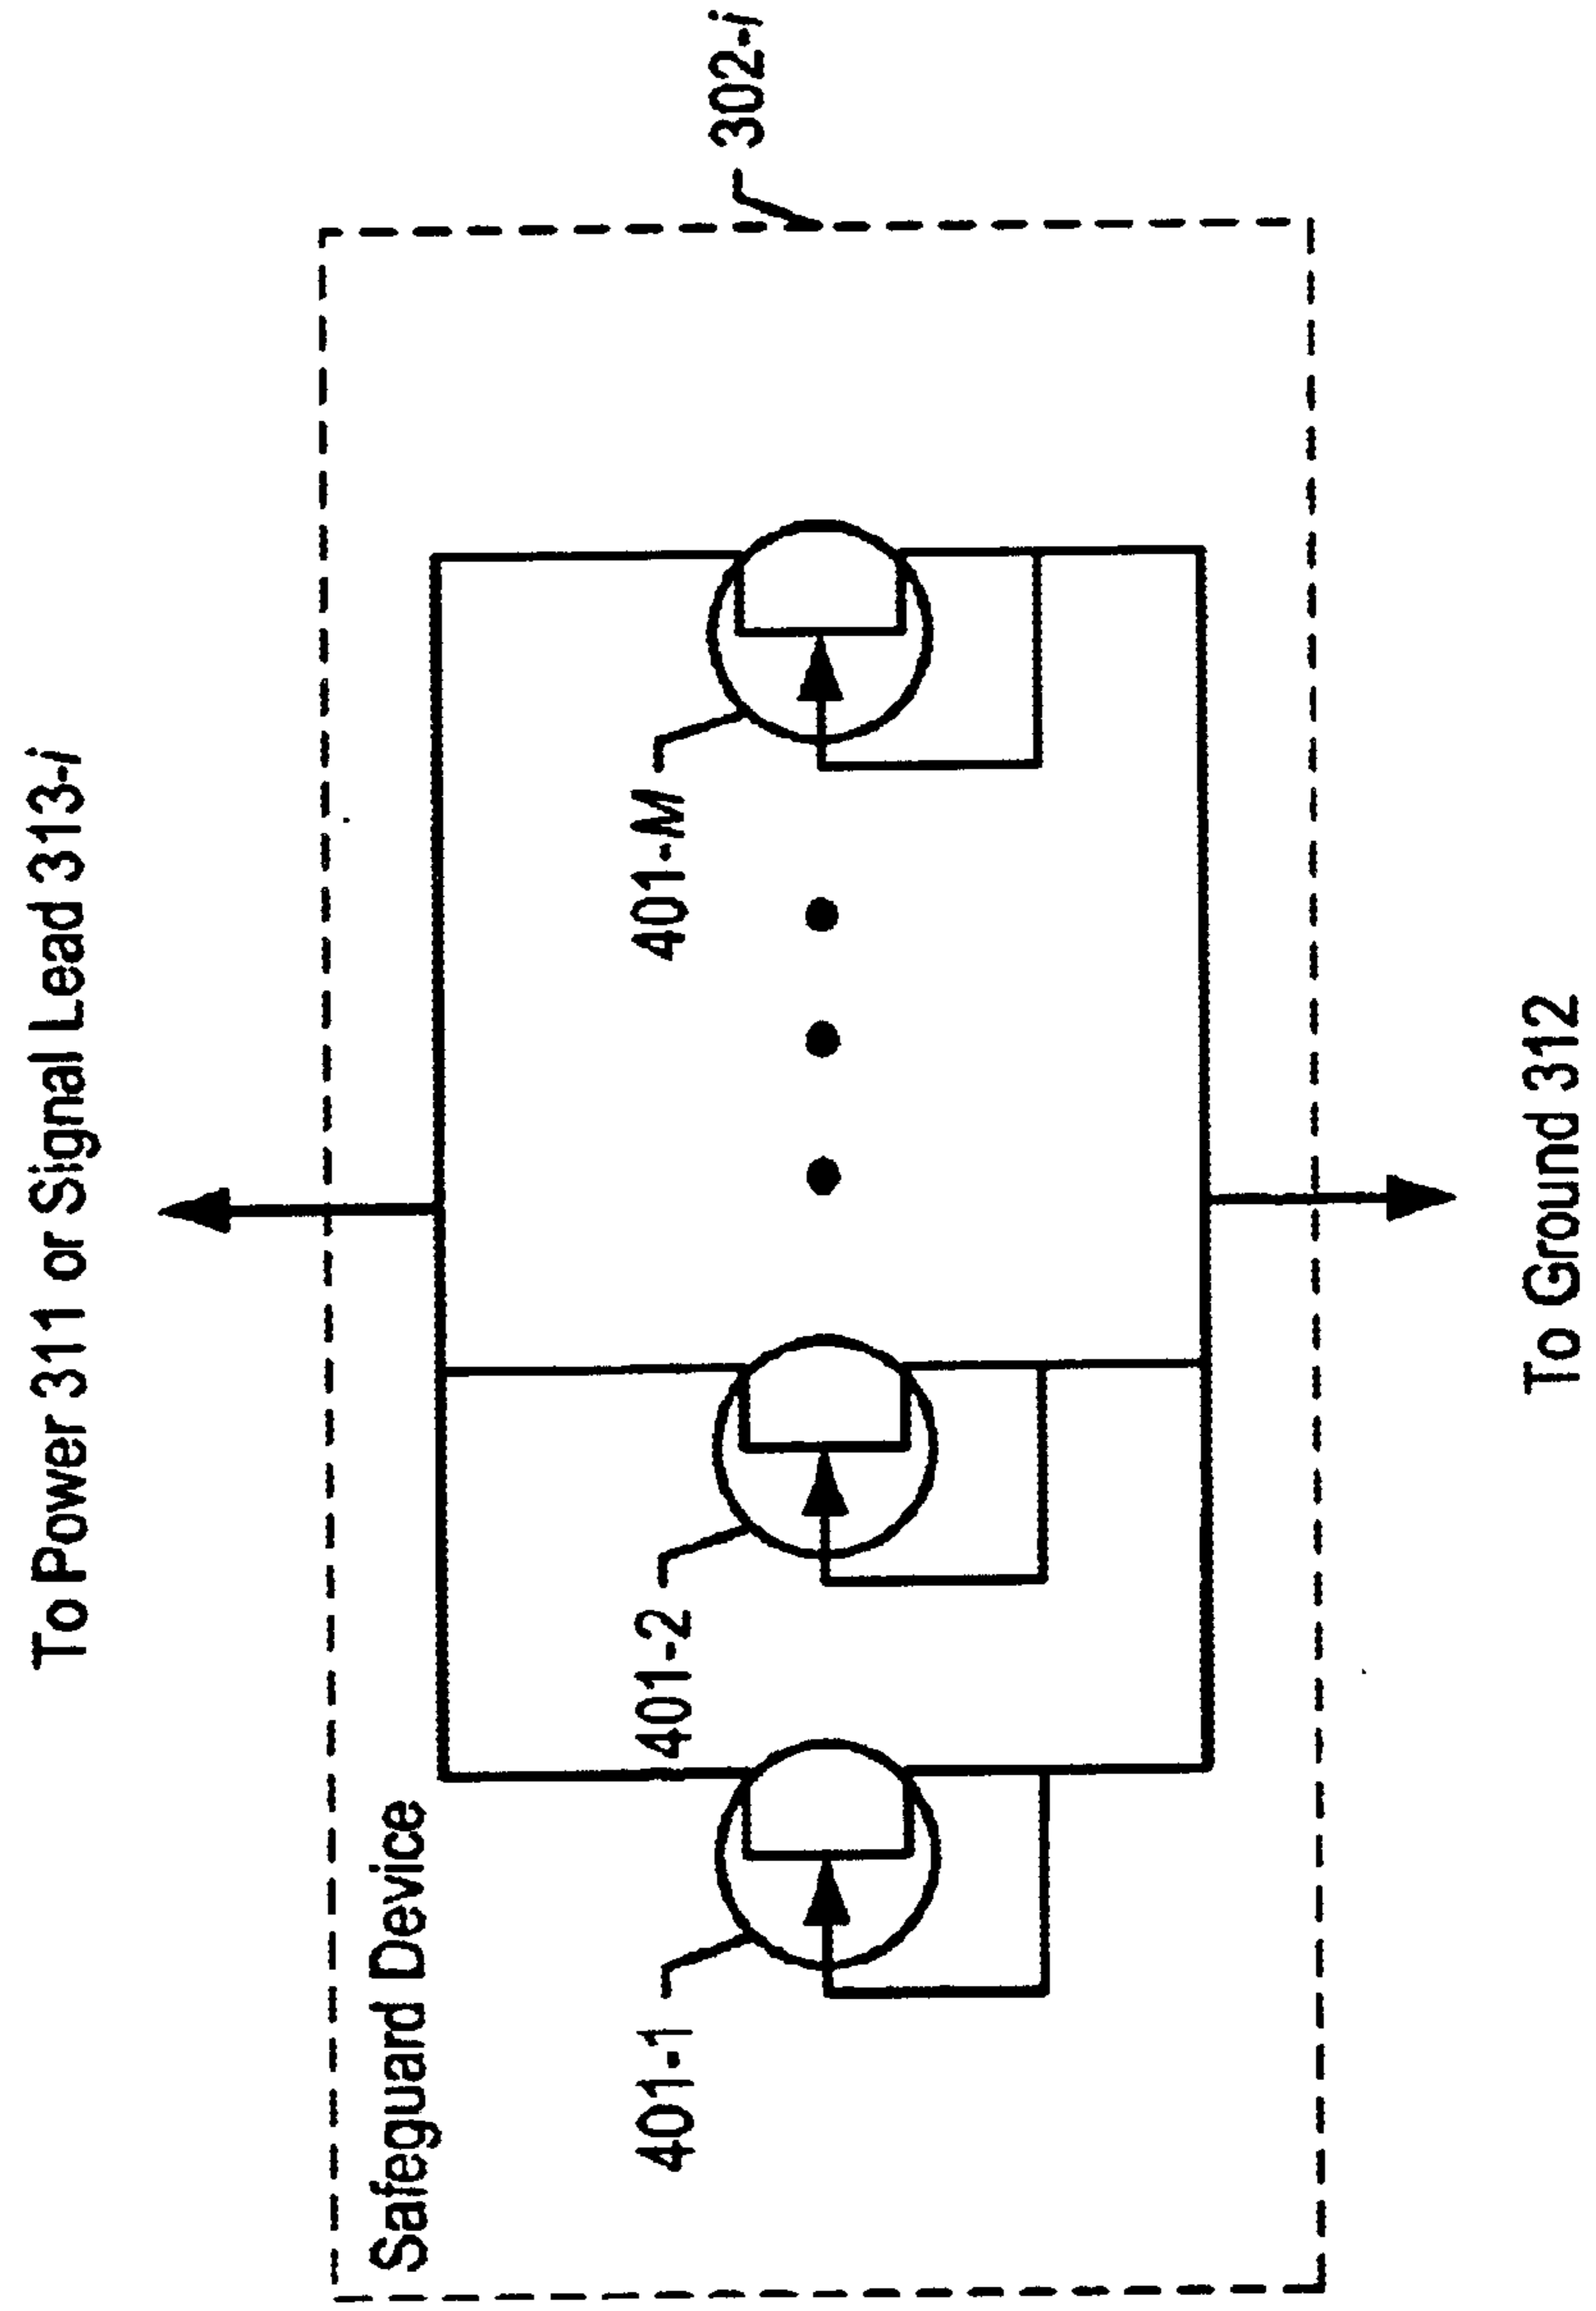 To Power 311 or Signal Lead 313-i
302-i
Safeguard Device
401-1
401-2
401-M
To Ground 312